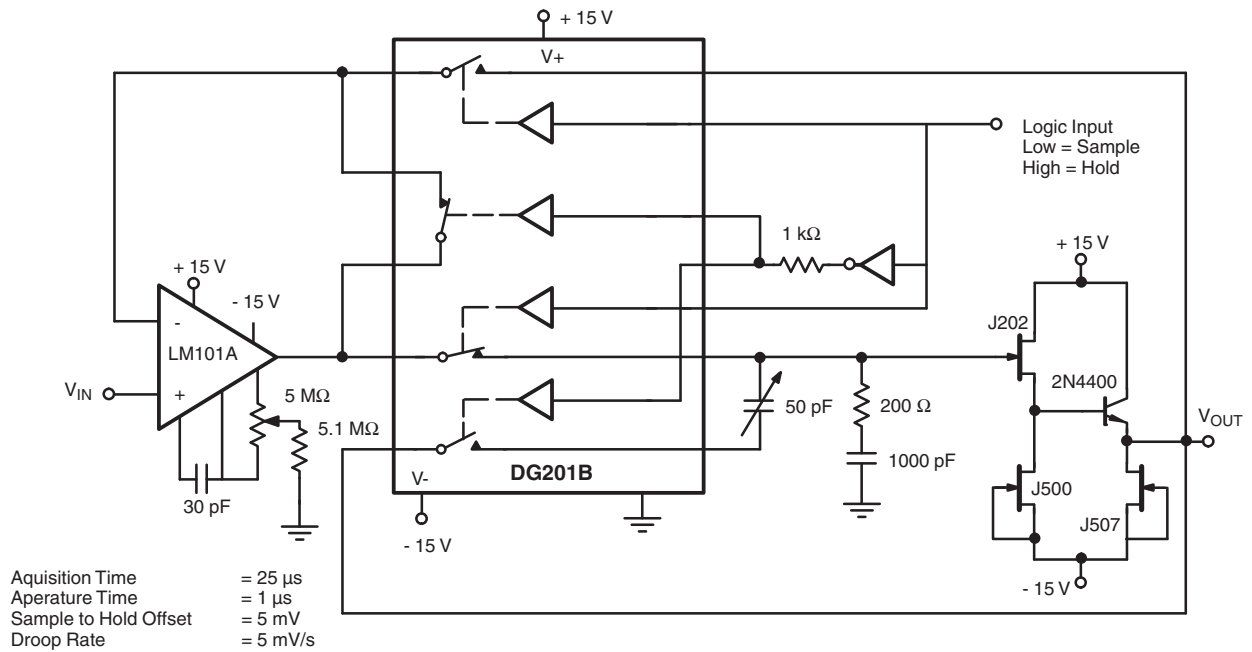 + 15 V
V+
Logic Input
Low = Sample
High = Hold
1 kΩ
+ 15 V
+ 15 V
- 15 V
-
LM101A
J202
VIN
+
5 MΩ
2N4400
50 pF
200 Ω
VOUT
5.1 MΩ
1000 pF
DG201B
V-
30 pF
J500
J507
- 15 V
- 15 V
Aquisition Time = 25 µs
Aperature Time = 1 µs
Sample to Hold Offset = 5 mV
Droop Rate = 5 mV/s